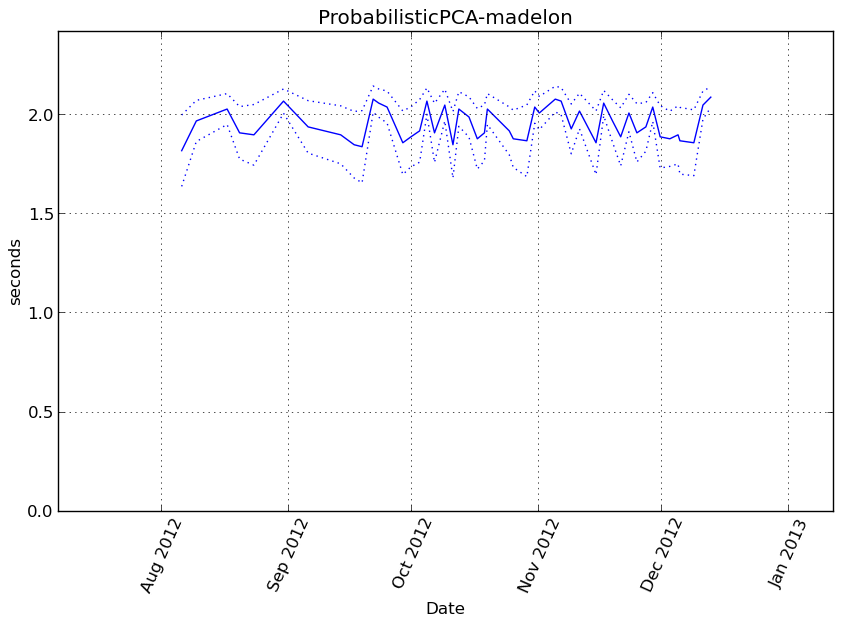 ProbabilisticPCA-madelon
2.0
1.5
1.0
0.5
0.0
seconds
Aug 2012
Sep 2012
Oct 2012
Nov 2012
Dec 2012
Jan 2013
Date